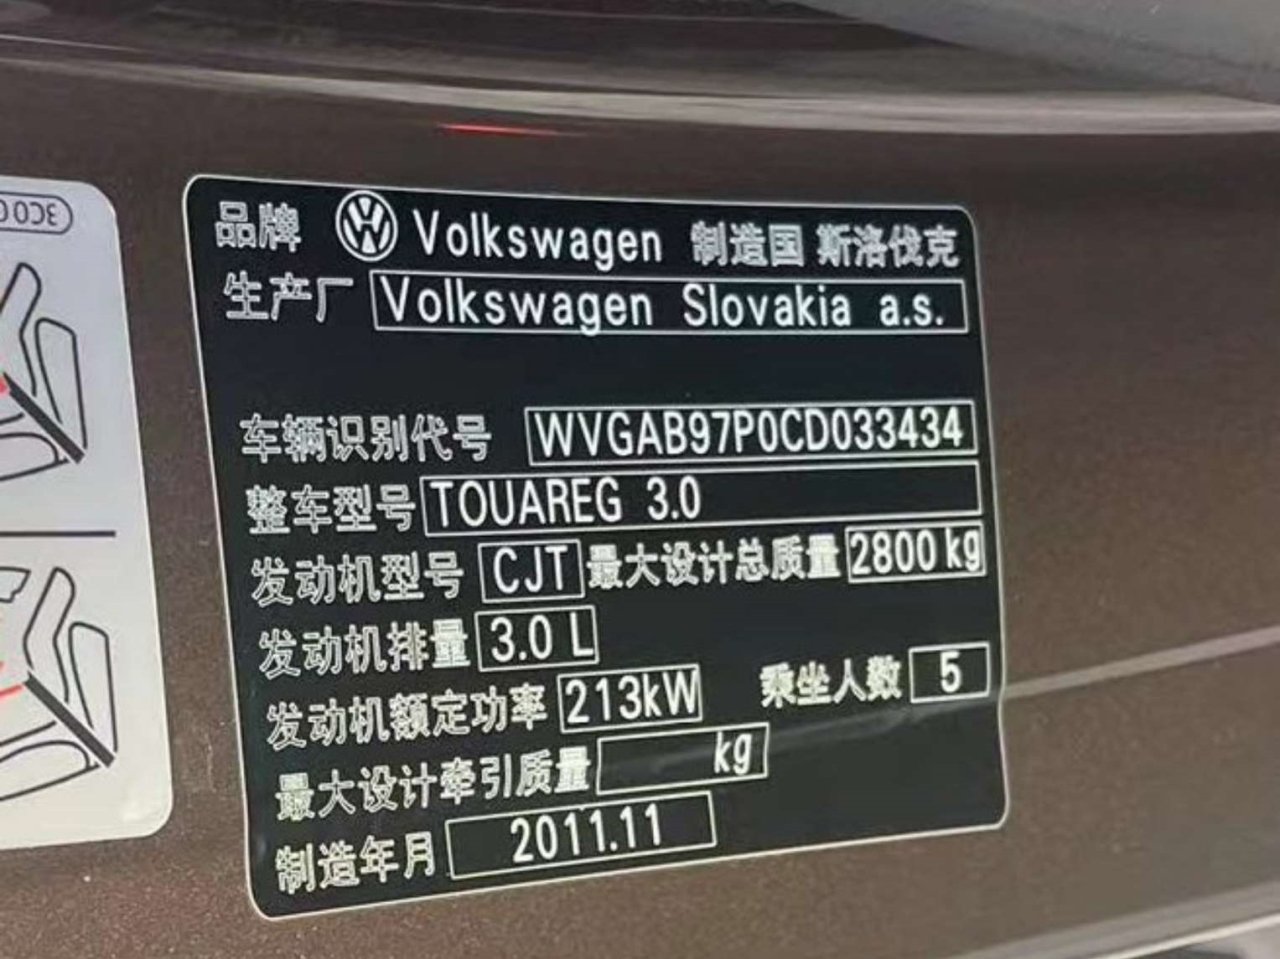 3C0 0
品牌 Volkswagen 制造国 斯洛伐克
生产厂 Volkswagen Slovakia a.s.
车辆识别代号 WVGAB97P0CD033434
整车型号 TOUAREG 3.0
发动机型号 CJT 最大设计总质量 2800 kg
发动机排量 3.0 L
发动机额定功率 213kW 乘坐人数 5
最大设计牵引质量 kg
制造年月 2011.11